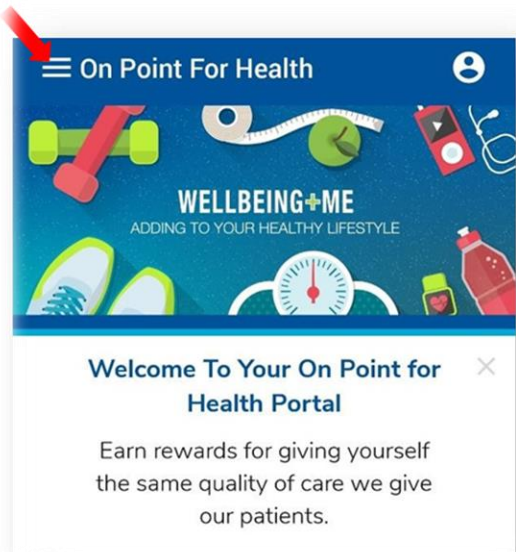 On Point For Health
WELLBEING+ME
ADDING TO YOUR HEALTHY LIFESTYLE
Welcome To Your On Point for
Health Portal
Earn rewards for giving yourself
the same quality of care we give
our patients.